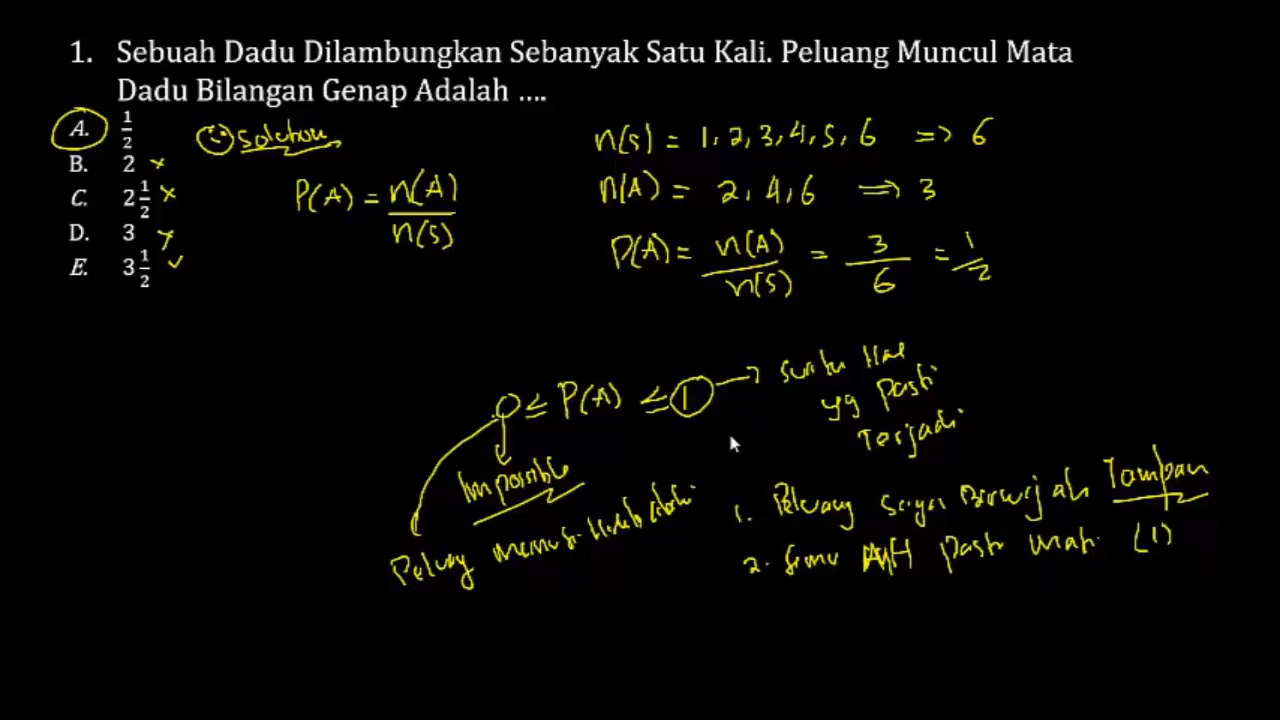 1. Sebuah Dadu Dilambungkan Sebanyak Satu Kali. Peluang Muncul Mata
Dadu Bilangan Genap Adalah ....
A. 1/2
B. 2 ×
C. 2 1/2 ×
D. 3 ×
E. 3 1/2
Solution
P(A) = n(A)/n(S)
n(S) = 1, 2, 3, 4, 5, 6 => 6
n(A) = 2, 4, 6 => 3
P(A) = n(A)/n(S) = 3/6 = 1/2
0 ≤ P(A) ≤ 1 → Suatu Hal
yg Pasti
Terjadi
Impossible
Peluang
1. Peluang saya Berwajah Tampan
2. Pasti Mati (1)